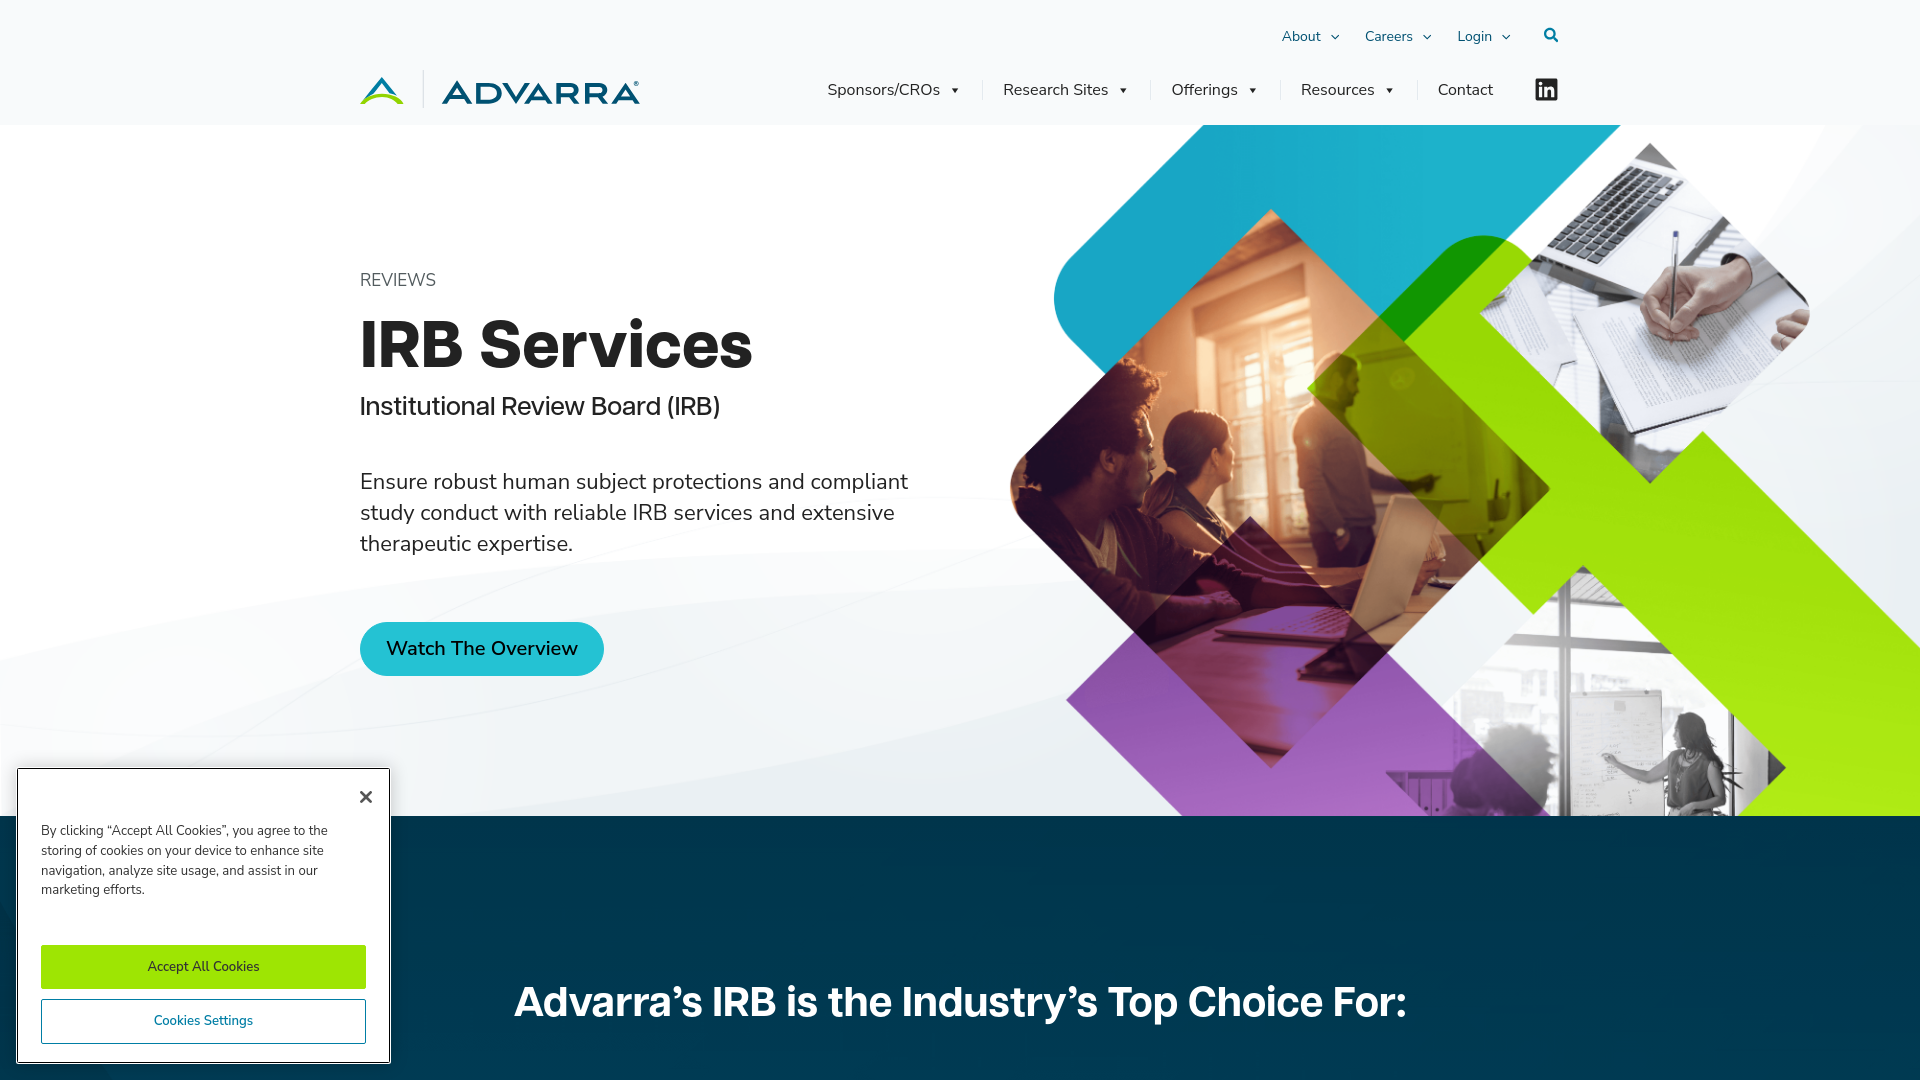 About
Careers
Login
ADVARRA®
Sponsors/CROs
Research Sites
Offerings
Resources
Contact
in
REVIEWS
IRB Services
Institutional Review Board (IRB)
Ensure robust human subject protections and compliant
study conduct with reliable IRB services and extensive
therapeutic expertise.
Watch The Overview
By clicking “Accept All Cookies”, you agree to the
storing of cookies on your device to enhance site
navigation, analyze site usage, and assist in our
marketing efforts.
Accept All Cookies
Cookies Settings
Advarra’s IRB is the Industry’s Top Choice For: